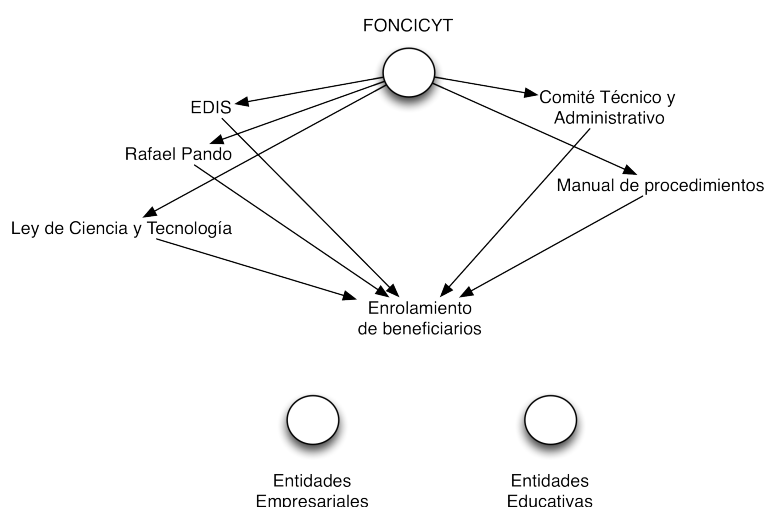 FONCICYT
EDIS
Comité Técnico y
Administrativo
Rafael Pando
Manual de procedimientos
Ley de Ciencia y Tecnología
Enrolamiento
de beneficiarios
Entidades
Empresariales
Entidades
Educativas